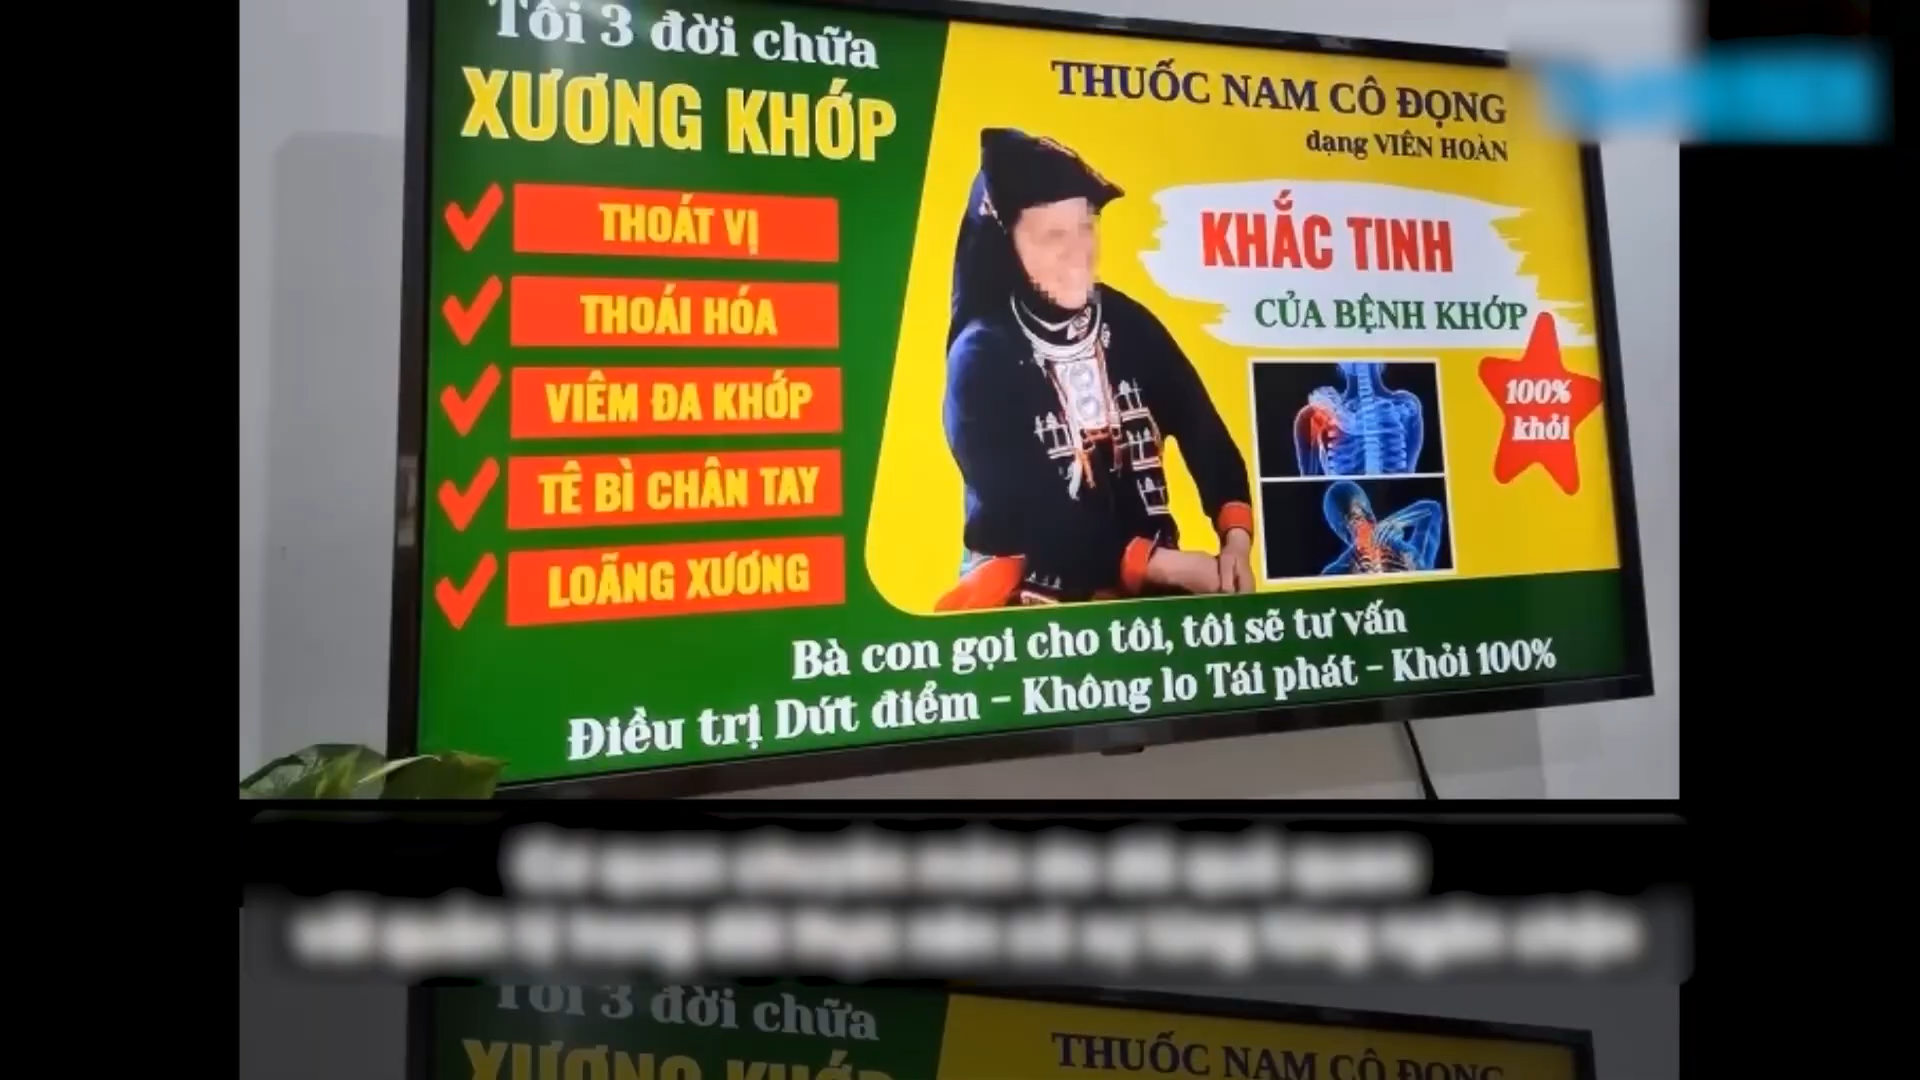 Tôi 3 đời chữa
XƯƠNG KHỚP
THOÁT VỊ
THOÁI HÓA
VIÊM ĐA KHỚP
TÊ BÌ CHÂN TAY
LOÃNG XƯƠNG
THUỐC NAM CÔ ĐỌNG
dạng VIÊN HOÀN
KHẮC TINH
CỦA BỆNH KHỚP
100%
khỏi
Bà con gọi cho tôi, tôi sẽ tư vấn
Điều trị Dứt điểm - Không lo Tái phát - Khỏi 100%
Tôi 3 đời chữa
XƯƠNG KHỚP
THUỐC NAM CÔ ĐỌNG